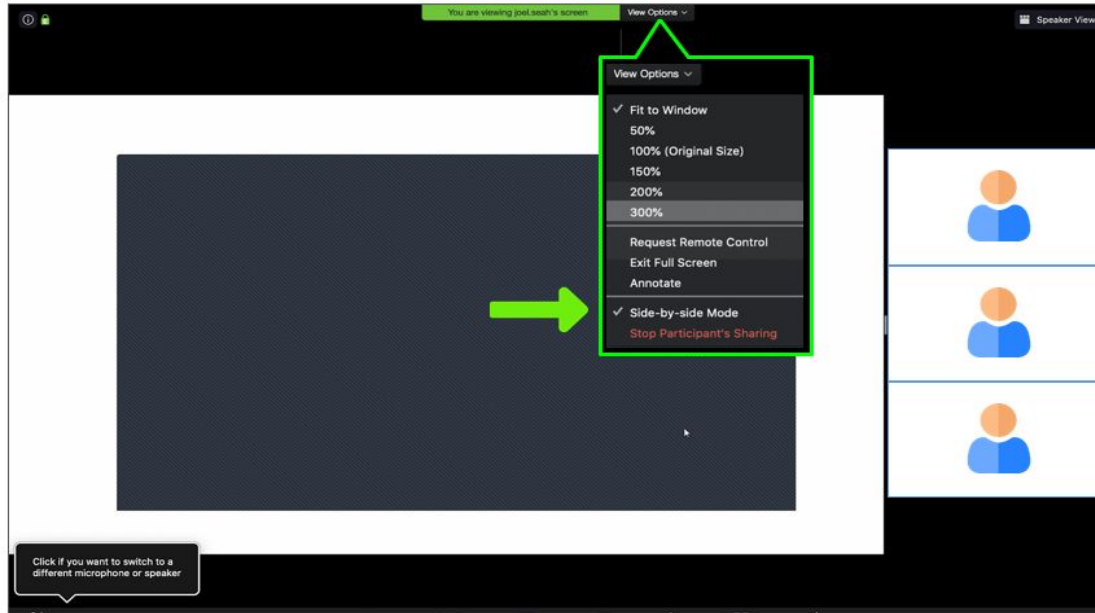 You are viewing joel.seah's screen
View Options
Speaker View
View Options
Fit to Window
50%
100% (Original Size)
150%
200%
300%
Request Remote Control
Exit Full Screen
Annotate
Side-by-side Mode
Stop Participant's Sharing
Click if you want to switch to a
different microphone or speaker